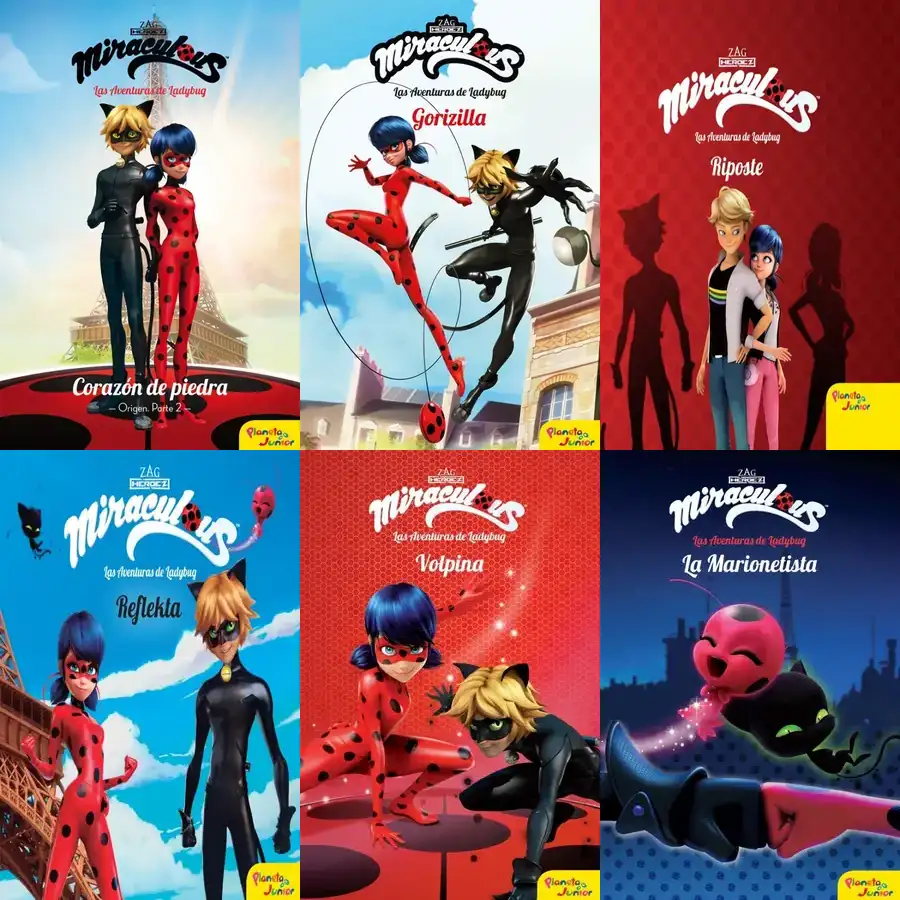 ZAG
HEROEZ
Miraculous
Las Aventuras de Ladybug
Corazón de piedra
— Origen. Parte 2 —
Planeta
Junior
ZAG
HEROEZ
Miraculous
Las Aventuras de Ladybug
Gorizilla
Planeta
Junior
ZAG
HEROEZ
Miraculous
Las Aventuras de Ladybug
Riposte
Planeta
Junior
ZAG
HEROEZ
Miraculous
Las Aventuras de Ladybug
Reflekta
Planeta
Junior
ZAG
HEROEZ
Miraculous
Las Aventuras de Ladybug
Volpina
Planeta
Junior
ZAG
HEROEZ
Miraculous
Las Aventuras de Ladybug
La Marionetista
Planeta
Junior